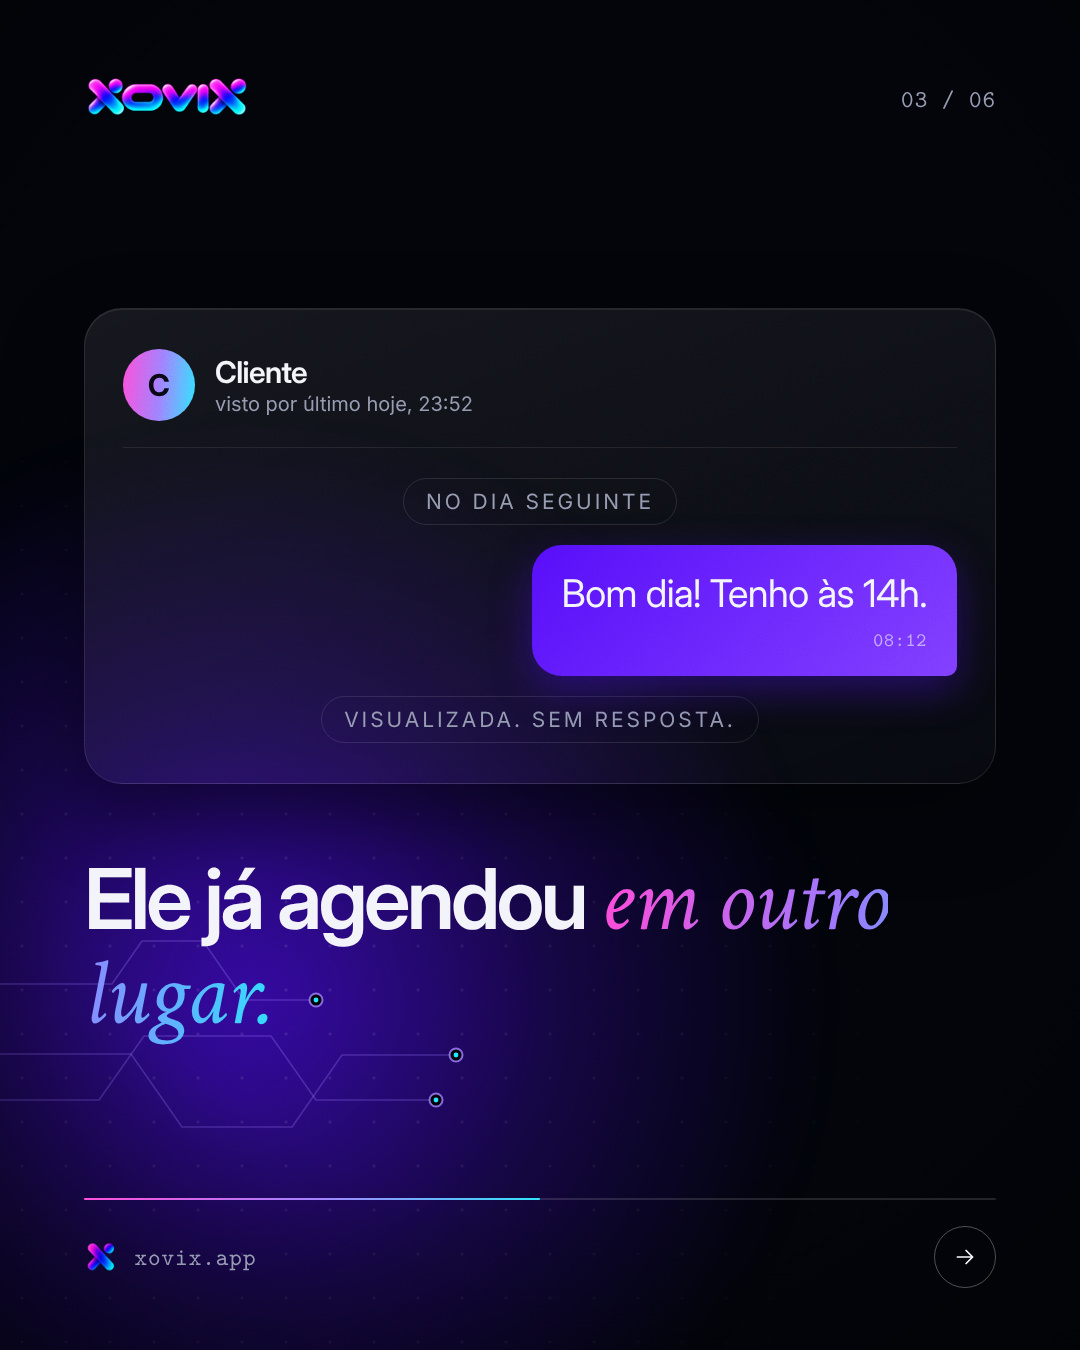 XOVIX
03 / 06
C
Cliente
visto por último hoje, 23:52
NO DIA SEGUINTE
Bom dia! Tenho às 14h.
08:12
VISUALIZADA. SEM RESPOSTA.
Ele já agendou em outro
lugar.
xovix.app